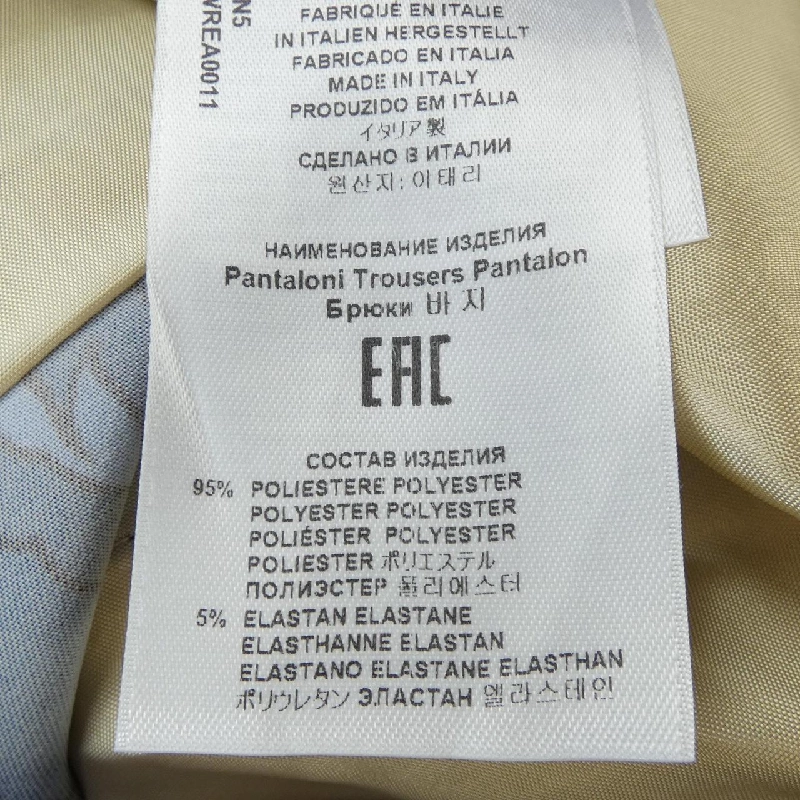 N5
WREA0011
FABRIQUÉ EN ITALIE
IN ITALIEN HERGESTELLT
FABRICADO EN ITALIA
MADE IN ITALY
PRODUZIDO EM ITÁLIA
イタリア製
СДЕЛАНО В ИТАЛИИ
원산지: 이태리
НАИМЕНОВАНИЕ ИЗДЕЛИЯ
Pantaloni Trousers Pantalon
Брюки 바 지
EAC
СОСТАВ ИЗДЕЛИЯ
95% POLIESTERE POLYESTER
POLYESTER POLYESTER
POLIÉSTER POLYESTER
POLIESTER ポリエステル
ПОЛИЭСТЕР 폴리에스터
5% ELASTAN ELASTANE
ELASTHANNE ELASTAN
ELASTANO ELASTANE ELASTHAN
ポリウレタン ЭЛАСТАН 엘라스테인